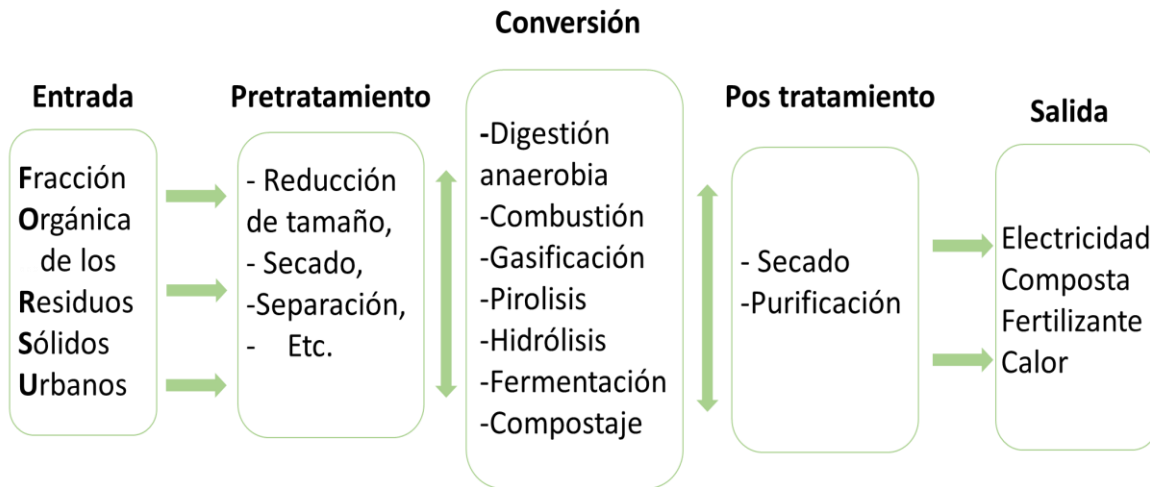 Conversión
Entrada
Pretratamiento
Pos tratamiento
Salida
Fracción
Orgánica
de los
Residuos
Sólidos
Urbanos
- Reducción
de tamaño,
- Secado,
-Separación,
- Etc.
-Digestión
anaerobia
-Combustión
-Gasificación
-Pirolisis
-Hidrólisis
-Fermentación
-Compostaje
- Secado
-Purificación
Electricidad
Composta
Fertilizante
Calor